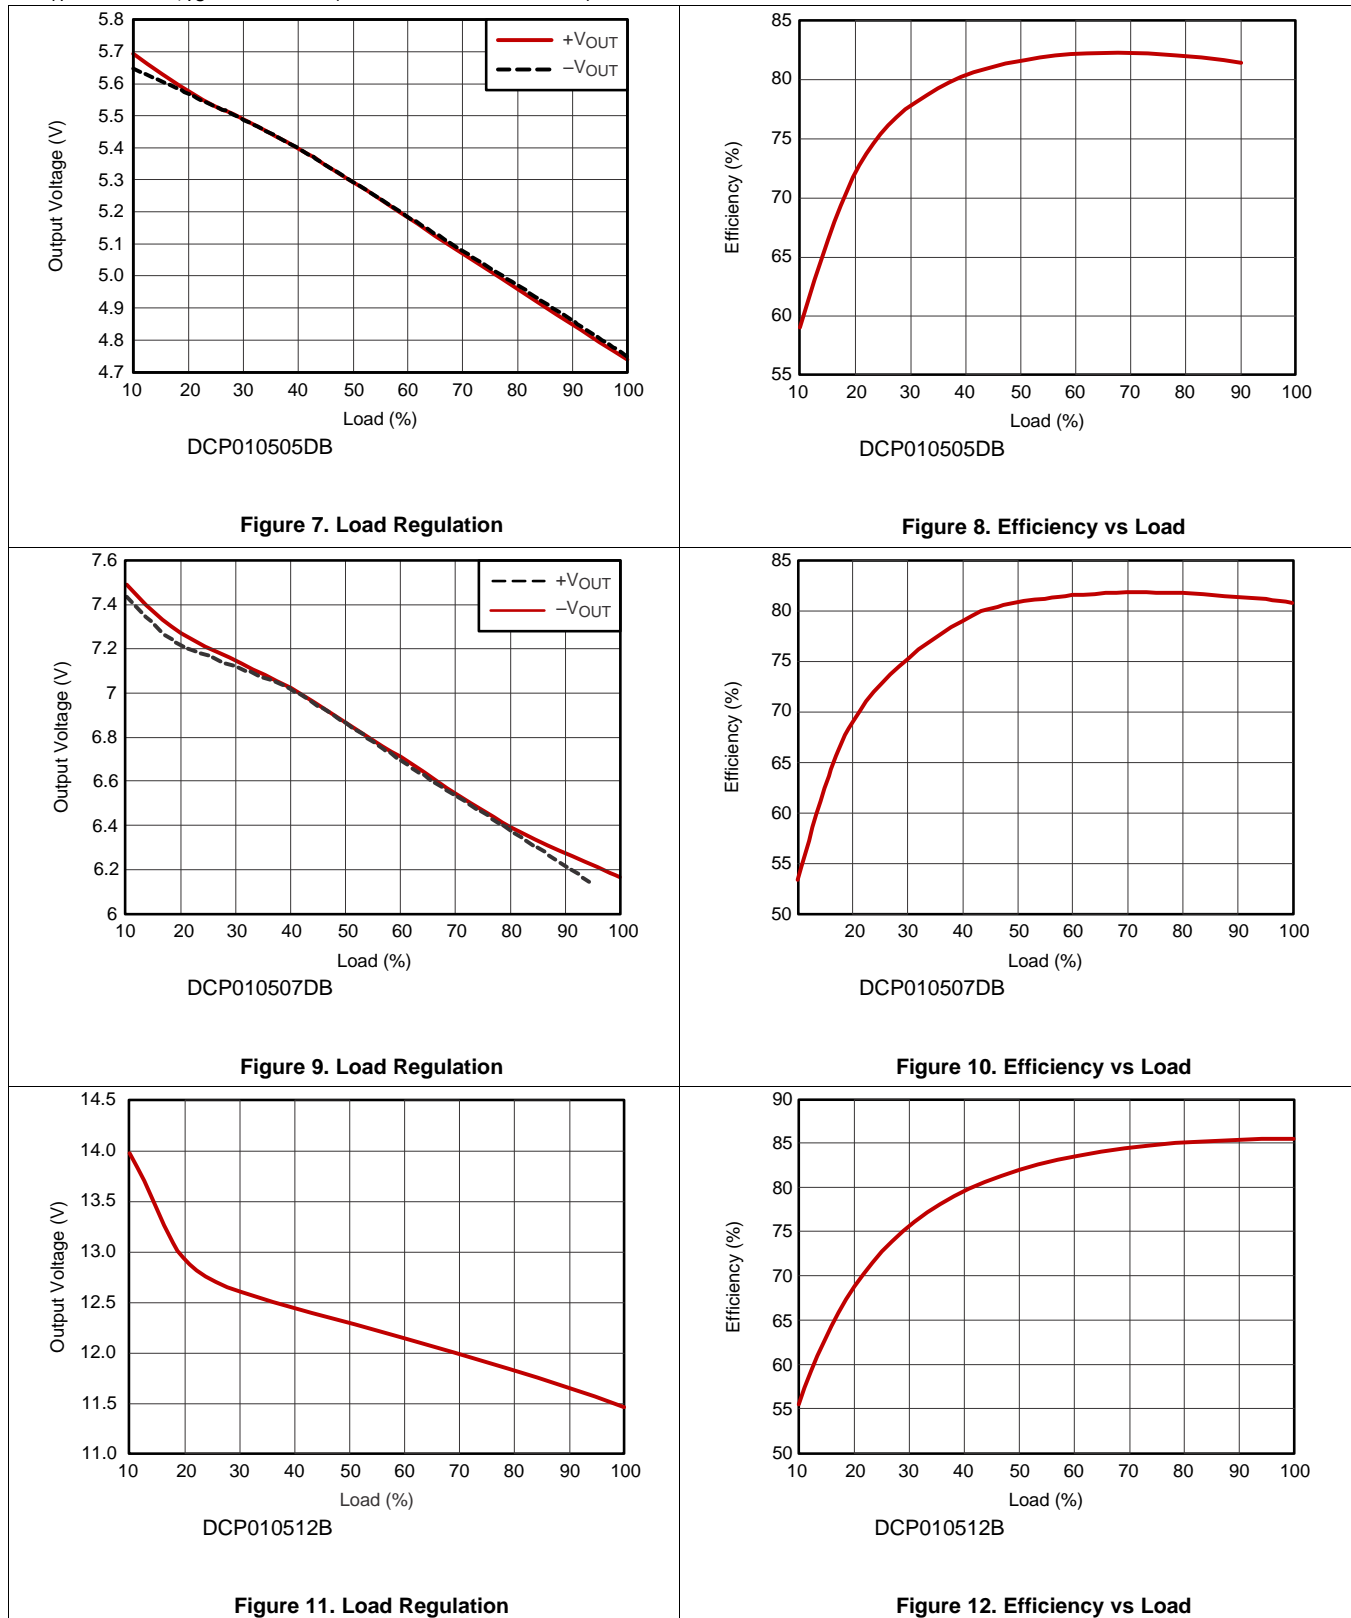 5.8
5.7
5.6
5.5
5.4
5.3
5.2
5.1
5.0
4.9
4.8
4.7
Output Voltage (V)
+VOUT
–VOUT
10 20 30 40 50 60 70 80 90 100
Load (%)
DCP010505DB
Figure 7. Load Regulation
85
80
75
70
65
60
55
Efficiency (%)
10 20 30 40 50 60 70 80 90 100
Load (%)
DCP010505DB
Figure 8. Efficiency vs Load
7.6
7.4
7.2
7
6.8
6.6
6.4
6.2
6
Output Voltage (V)
+VOUT
–VOUT
10 20 30 40 50 60 70 80 90 100
Load (%)
DCP010507DB
Figure 9. Load Regulation
85
80
75
70
65
60
55
50
Efficiency (%)
20 30 40 50 60 70 80 90 100
Load (%)
DCP010507DB
Figure 10. Efficiency vs Load
14.5
14.0
13.5
13.0
12.5
12.0
11.5
11.0
Output Voltage (V)
10 20 30 40 50 60 70 80 90 100
Load (%)
DCP010512B
Figure 11. Load Regulation
90
85
80
75
70
65
60
55
50
Efficiency (%)
10 20 30 40 50 60 70 80 90 100
Load (%)
DCP010512B
Figure 12. Efficiency vs Load